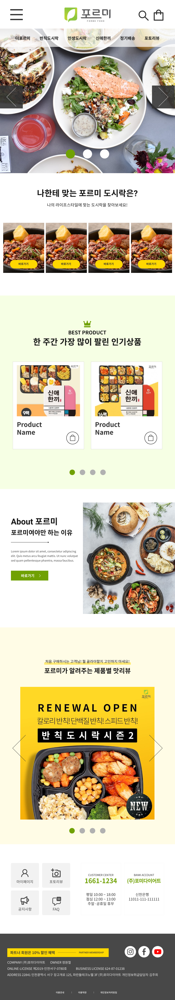 포르미
FORME FOOD
더포르미 반칙도시락 인생도시락 신애한끼 정기배송 포토리뷰
LOCAL
나한테 맞는 포르미 도시락은?
나의 라이프스타일에 맞는 도시락을 찾아보세요!
바로가기 바로가기 바로가기 바로가기
BEST PRODUCT
한 주간 가장 많이 팔린 인기상품
포르미
신애
한끼
9팩
포르미
신애
한끼
16팩
Product
Name
Product
Name
About 포르미
포르미여야만 하는 이유
Lorem ipsum dolor sit amet, consectetur adipiscing
elit. Quis metus arcu feugiat mattis. Ut nunc volutpat
sed quam pellentesque pharetra, massa faucibus.
바로가기
처음 구매하시는 고객님! 뭘 골라야할지 고민하지 마세요!
포르미가 알려주는 제품별 맛리뷰
포르미
RENEWAL OPEN
칼로리 반칙! 단백질 반칙! 스피드 반칙!
반칙도시락시즌2
NEW
마이페이지
포토리뷰
공지사항
FAQ
CUSTOMER CENTER
1661-1234
평일 10:00 ~ 18:00
점심 12:00 ~ 13:00
주말·공휴일 휴무
BANK ACCOUNT
(주)포미다이어트
신한은행
11011-111-111111
파트너 회원은 10% 할인 혜택 PARTNER MEMBERSHIP
COMPANY (주)포미다이어트 OWNER 정원철
ONLINE-LICENSE 제2019-인천서구-0780호 BUSINESS LICENSE 624-87-01238
ADDRESS 22841 인천광역시 서구 장고개로 125, 파란들테크노텔 3F (주)포미다이어트 개인정보취급담당자 김주희
이용안내 | 이용약관 | 개인정보처리방침